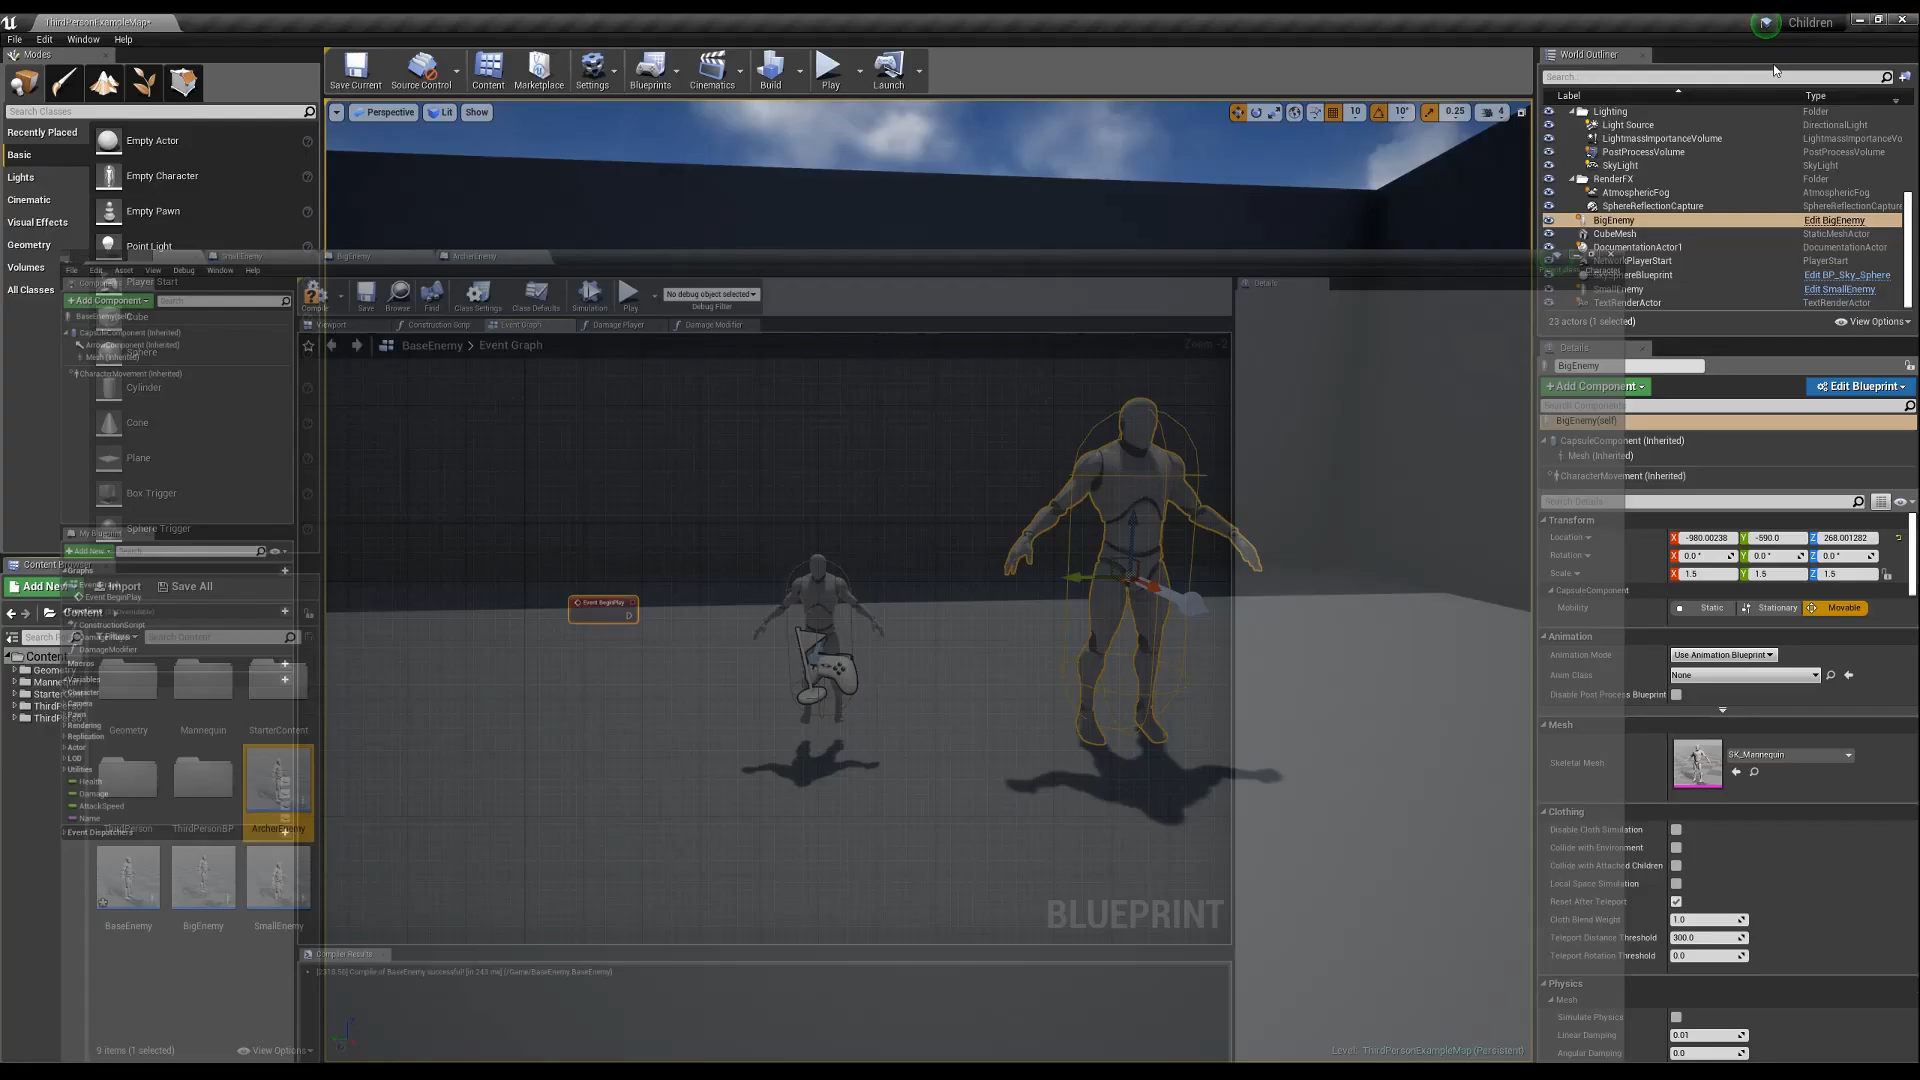 ThirdPersonExampleMap*
Children
File Edit Window Help
Modes
Save Current
Source Control
Content
Marketplace
Settings
Blueprints
Cinematics
Build
Play
Launch
Search Classes
Recently Placed
Basic
Lights
Cinematic
Visual Effects
Geometry
Volumes
All Classes
Empty Actor
Empty Character
Empty Pawn
Point Light
Player Start
Cube
Sphere
Cylinder
Cone
Plane
Box Trigger
Sphere Trigger
Perspective
Lit
Show
10
10°
0.25
4
World Outliner
Search...
Label
Type
Lighting Folder
Light Source DirectionalLight
LightmassImportanceVolume LightmassImportanceVo
PostProcessVolume PostProcessVolume
SkyLight SkyLight
RenderFX Folder
AtmosphericFog AtmosphericFog
SphereReflectionCapture SphereReflectionCapture
BigEnemy Edit BigEnemy
CubeMesh StaticMeshActor
DocumentationActor1 DocumentationActor
NetworkPlayerStart PlayerStart
SkySphereBlueprint Edit BP_Sky_Sphere
SmallEnemy Edit SmallEnemy
TextRenderActor TextRenderActor
23 actors (1 selected)
View Options
SmallEnemy
BigEnemy
ArcherEnemy
File Edit Asset View Debug Window Help
Parent class: Character
Components
+Add Component
Search
BaseEnemy(self)
CapsuleComponent (Inherited)
ArrowComponent (Inherited)
Mesh (Inherited)
CharacterMovement (Inherited)
Compile
Save
Browse
Find
Class Settings
Class Defaults
Simulation
Play
No debug object selected
Debug Filter
Viewport
Construction Scrip
Event Graph
Damage Player
Damage Modifier
BaseEnemy > Event Graph
Zoom -2
Event BeginPlay
BLUEPRINT
Compiler Results
[2318.58] Compile of BaseEnemy successful! [in 243 ms] (/Game/BaseEnemy.BaseEnemy)
Details
My Blueprint
+Add New
Search
Graphs
Event BeginPlay
ConstructionScript
DamageModifier
Macros
Variables
Character
Camera
Pawn
Rendering
Replication
Actor
LOD
Utilities
Health
Damage
AttackSpeed
Name
Event Dispatchers
Content Browser
Add New
Import
Save All
Content
Filters
Search Content
Content
Geometry
Mannequin
StarterContent
ThirdPerson
ThirdPersonBP
ArcherEnemy
BaseEnemy
BigEnemy
SmallEnemy
9 items (1 selected)
View Options
Level: ThirdPersonExampleMap (Persistent)
Details
BigEnemy
+Add Component
Edit Blueprint
Search Components
BigEnemy(self)
CapsuleComponent (Inherited)
Mesh (Inherited)
CharacterMovement (Inherited)
Search Details
Transform
Location X -980.00238 Y -590.0 Z 268.001282
Rotation X 0.0 ° Y 0.0 ° Z 0.0 °
Scale X 1.5 Y 1.5 Z 1.5
CapsuleComponent
Mobility Static Stationary Movable
Animation
Animation Mode Use Animation Blueprint
Anim Class None
Disable Post Process Blueprint
Mesh
Skeletal Mesh SK_Mannequin
Clothing
Disable Cloth Simulation
Collide with Environment
Collide with Attached Children
Local Space Simulation
Reset After Teleport
Cloth Blend Weight 1.0
Teleport Distance Threshold 300.0
Teleport Rotation Threshold 0.0
Physics
Mesh
Simulate Physics
Linear Damping 0.01
Angular Damping 0.0